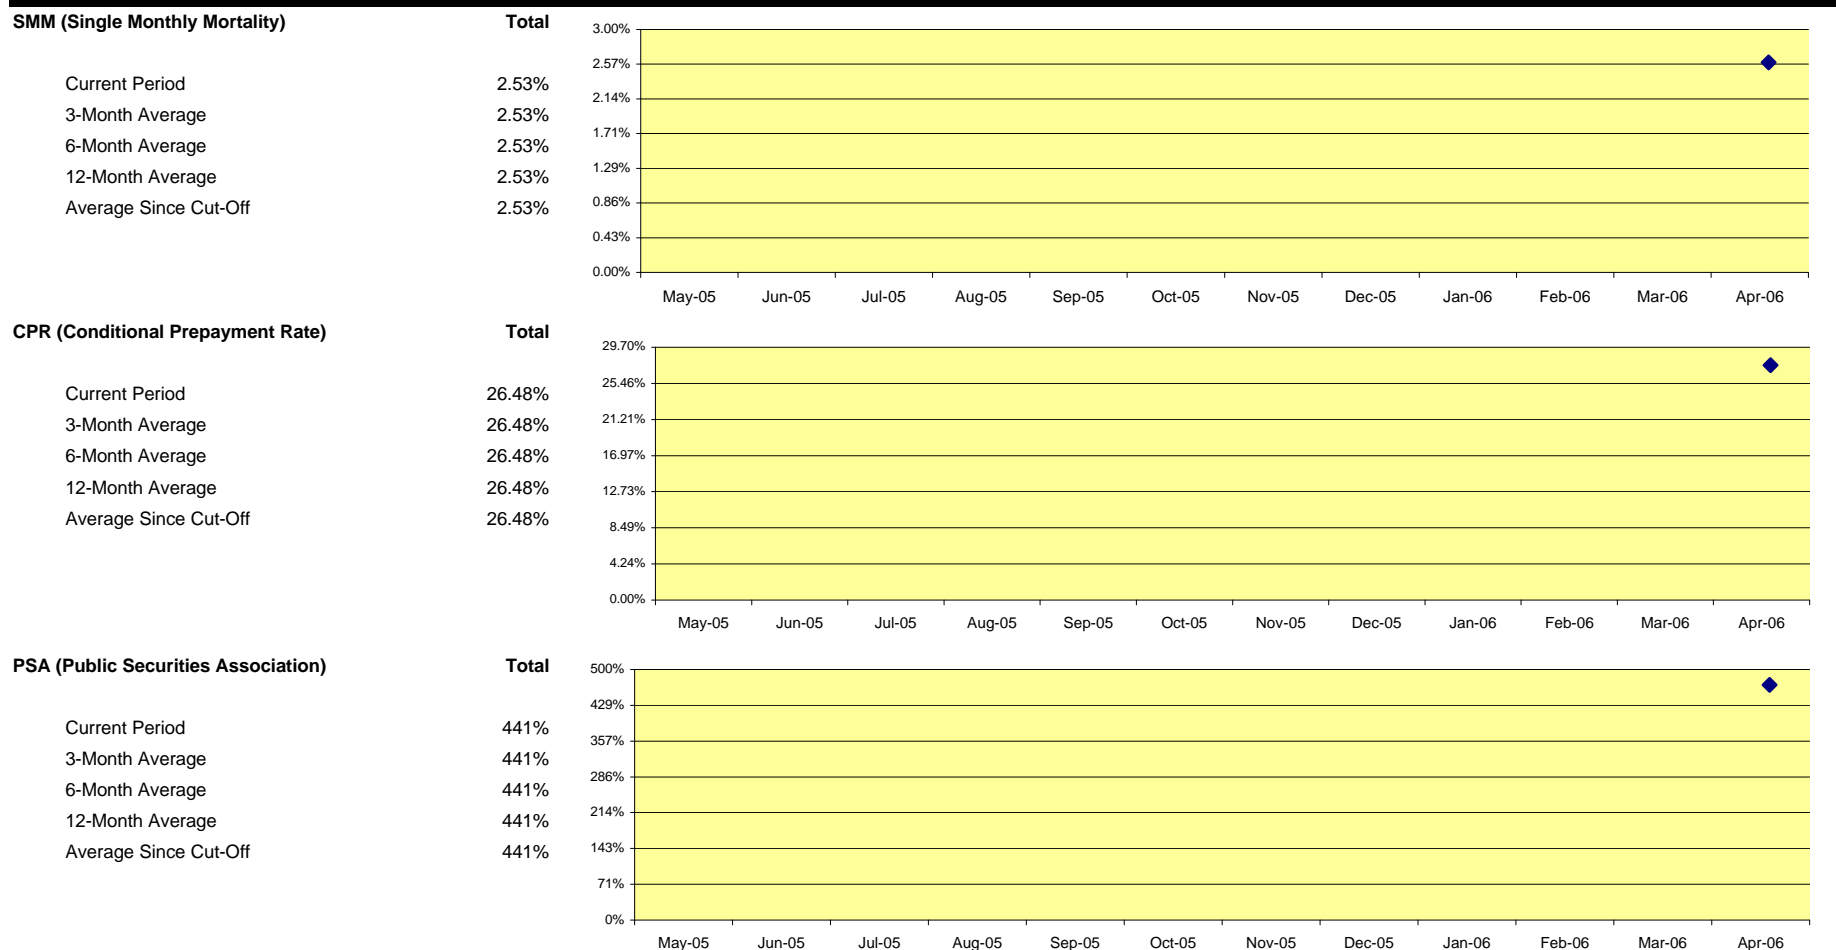 SMM (Single Monthly Mortality) Total
Current Period 2.53%
3-Month Average 2.53%
6-Month Average 2.53%
12-Month Average 2.53%
Average Since Cut-Off 2.53%
3.00%
2.57%
2.14%
1.71%
1.29%
0.86%
0.43%
0.00%
May-05 Jun-05 Jul-05 Aug-05 Sep-05 Oct-05 Nov-05 Dec-05 Jan-06 Feb-06 Mar-06 Apr-06
CPR (Conditional Prepayment Rate) Total
Current Period 26.48%
3-Month Average 26.48%
6-Month Average 26.48%
12-Month Average 26.48%
Average Since Cut-Off 26.48%
29.70%
25.46%
21.21%
16.97%
12.73%
8.49%
4.24%
0.00%
May-05 Jun-05 Jul-05 Aug-05 Sep-05 Oct-05 Nov-05 Dec-05 Jan-06 Feb-06 Mar-06 Apr-06
PSA (Public Securities Association) Total
Current Period 441%
3-Month Average 441%
6-Month Average 441%
12-Month Average 441%
Average Since Cut-Off 441%
500%
429%
357%
286%
214%
143%
71%
0%
May-05 Jun-05 Jul-05 Aug-05 Sep-05 Oct-05 Nov-05 Dec-05 Jan-06 Feb-06 Mar-06 Apr-06